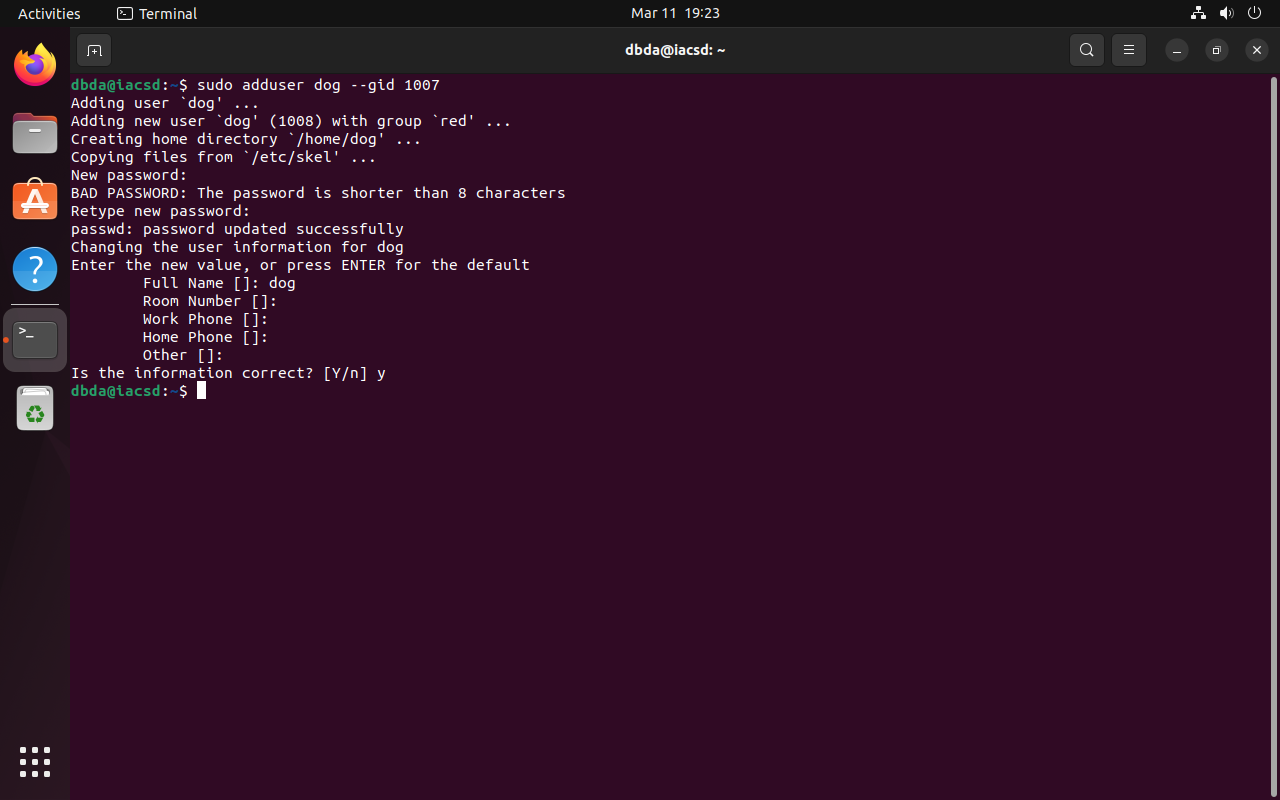 Activities Terminal Mar 11 19:23
dbda@iacsd: ~
dbda@iacsd:~$ sudo adduser dog --gid 1007
Adding user `dog' ...
Adding new user `dog' (1008) with group `red' ...
Creating home directory `/home/dog' ...
Copying files from `/etc/skel' ...
New password:
BAD PASSWORD: The password is shorter than 8 characters
Retype new password:
passwd: password updated successfully
Changing the user information for dog
Enter the new value, or press ENTER for the default
Full Name []: dog
Room Number []:
Work Phone []:
Home Phone []:
Other []:
Is the information correct? [Y/n] y
dbda@iacsd:~$